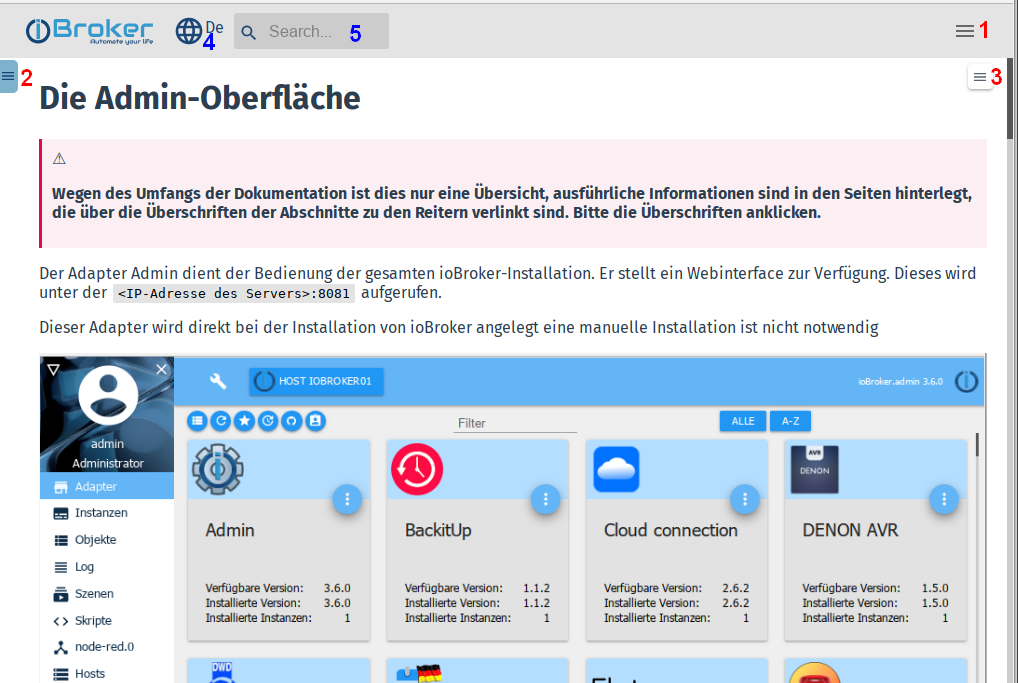 ioBroker
Automate your life
De
4
Search...
5
1
2
3
Die Admin-Oberfläche
⚠
Wegen des Umfangs der Dokumentation ist dies nur eine Übersicht, ausführliche Informationen sind in den Seiten hinterlegt,
die über die Überschriften der Abschnitte zu den Reitern verlinkt sind. Bitte die Überschriften anklicken.
Der Adapter Admin dient der Bedienung der gesamten ioBroker-Installation. Er stellt ein Webinterface zur Verfügung. Dieses wird
unter der <IP-Adresse des Servers>:8081 aufgerufen.
Dieser Adapter wird direkt bei der Installation von ioBroker angelegt eine manuelle Installation ist nicht notwendig
admin
Administrator
Adapter
Instanzen
Objekte
Log
Szenen
Skripte
node-red.0
Hosts
HOST IOBROKER01
ioBroker.admin 3.6.0
Filter
ALLE
A-Z
Admin
Verfügbare Version: 3.6.0
Installierte Version: 3.6.0
Installierte Instanzen: 1
BackitUp
Verfügbare Version: 1.1.2
Installierte Version: 1.1.2
Installierte Instanzen: 1
Cloud connection
Verfügbare Version: 2.6.2
Installierte Version: 2.6.2
Installierte Instanzen: 1
AVR
DENON
DENON AVR
Verfügbare Version: 1.5.0
Installierte Version: 1.5.0
Installierte Instanzen: 1
DWD